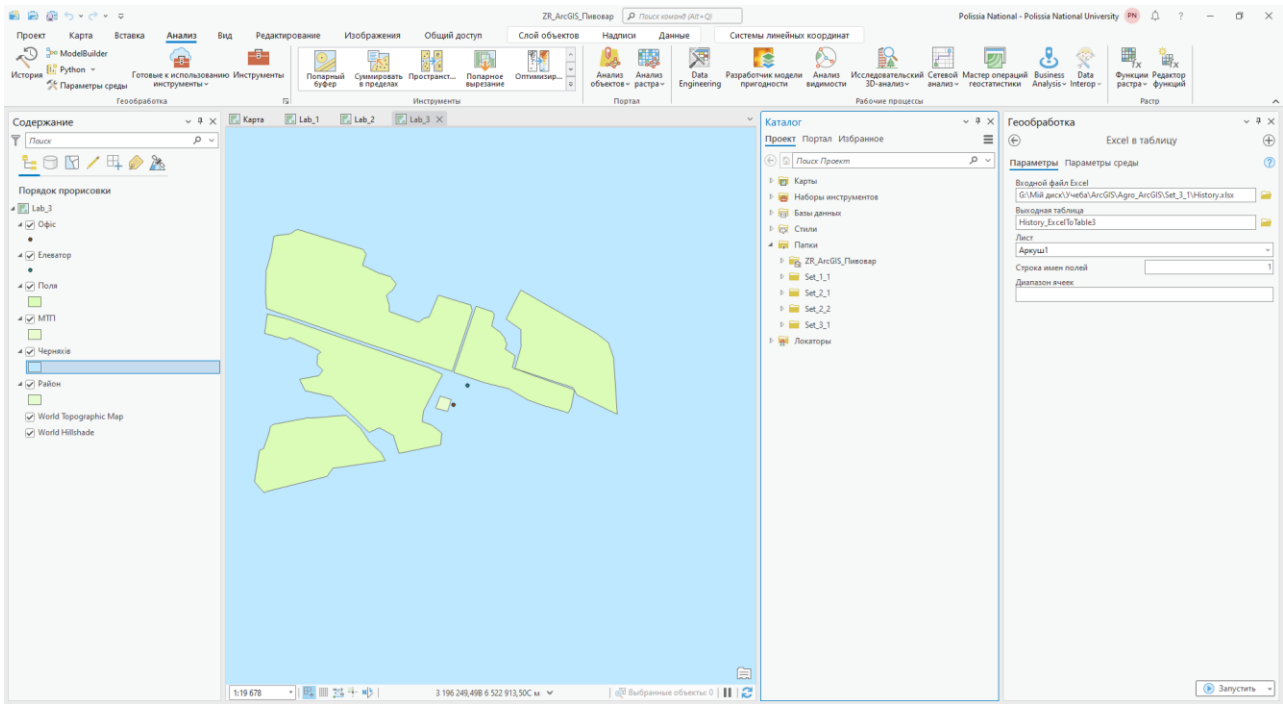 ZR_ArcGIS_Пивовар
Поиск команд (Alt+Q)
Polissia National - Polissia National University
PN
?
Проект Карта Вставка Анализ Вид Редактирование Изображения Общий доступ Слой объектов Надписи Данные Системы линейных координат
История
ModelBuilder
Python
Параметры среды
Готовые к использованию инструменты
Инструменты
Геообработка
Попарный буфер
Суммировать в пределах
Пространст...
Попарное вырезание
Оптимизир...
Инструменты
Анализ объектов
Анализ растра
Портал
Data Engineering
Разработчик модели пригодности
Анализ видимости
Исследовательский 3D-анализ
Сетевой анализ
Мастер операций геостатистики
Business Analysis
Data Interop
Рабочие процессы
Функции растра
Редактор функций
Растр
Содержание
Поиск
Порядок прорисовки
Lab_3
Офіс
Елеватор
Поля
МТП
Черняхів
Район
World Topographic Map
World Hillshade
Карта Lab_1 Lab_2 Lab_3
1:19 678
3 196 249,49В 6 522 913,50С м
Выбранные объекты: 0
Каталог
Проект Портал Избранное
Поиск Проект
Карты
Наборы инструментов
Базы данных
Стили
Папки
ZR_ArcGIS_Пивовар
Set_1_1
Set_2_1
Set_2_2
Set_3_1
Локаторы
Геообработка
Excel в таблицу
Параметры Параметры среды
?
Входной файл Excel
G:\Мій диск\Учеба\ArcGIS\Agro_ArcGIS\Set_3_1\History.xlsx
Выходная таблица
History_ExcelToTable3
Лист
Аркуш1
Строка имен полей
1
Диапазон ячеек
Запустить